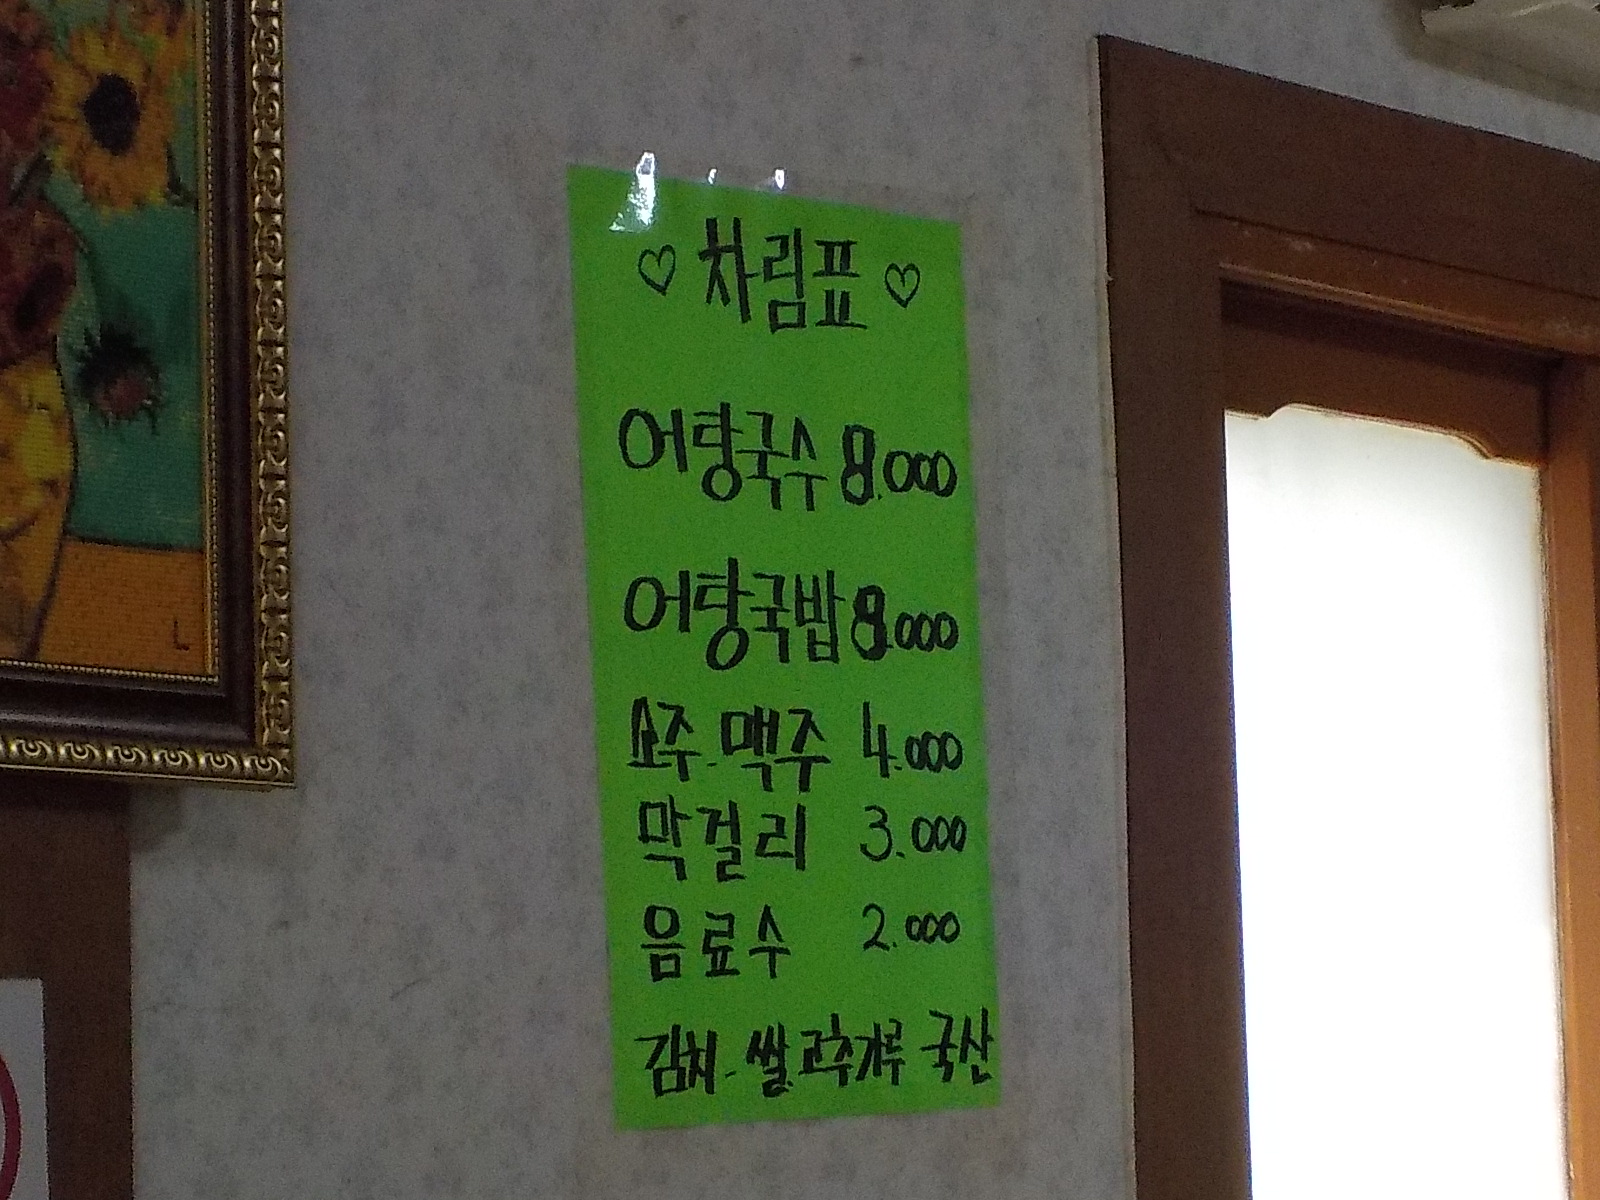 ♡ 차림표 ♡
어탕국수 8.000
어탕국밥 8.000
소주-맥주 4.000
막걸리 3.000
음료수 2.000
김치-쌀.고추가루 국산
L